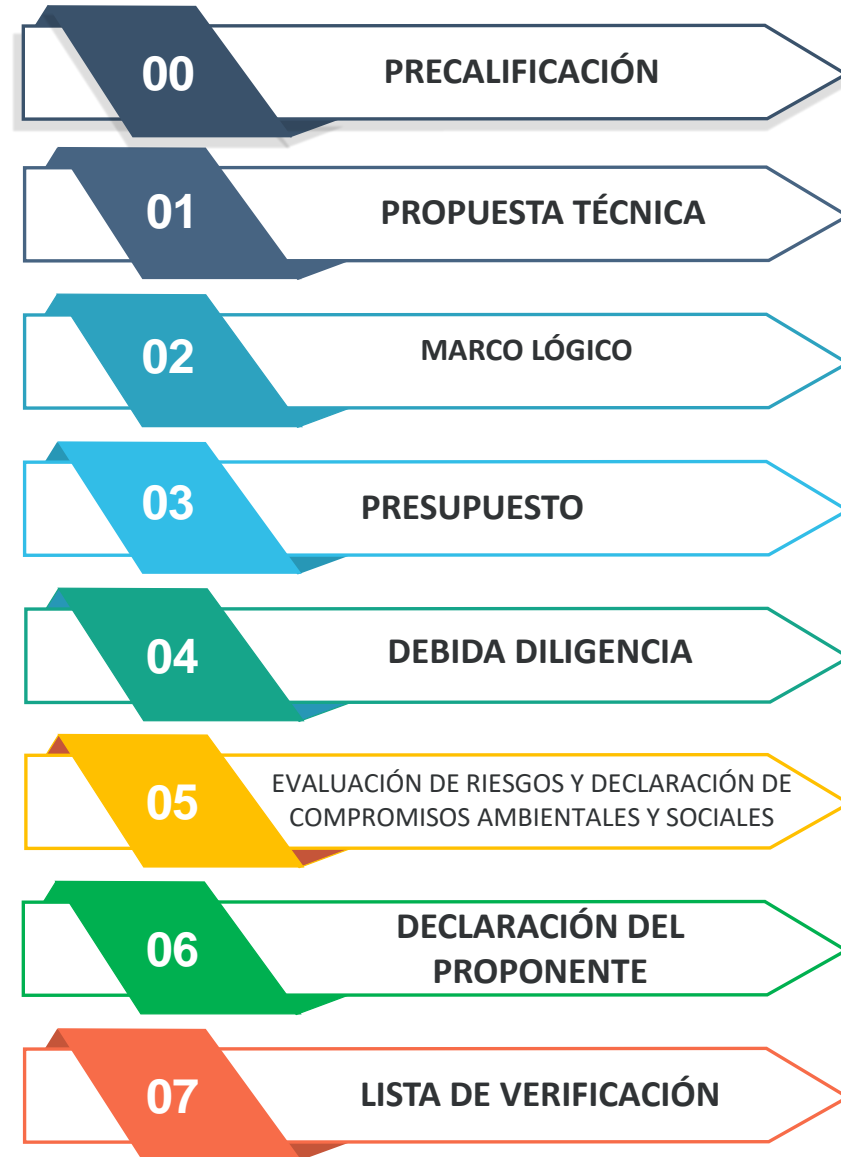 00
PRECALIFICACIÓN
01
PROPUESTA TÉCNICA
02
MARCO LÓGICO
03
PRESUPUESTO
04
DEBIDA DILIGENCIA
05
EVALUACIÓN DE RIESGOS Y DECLARACIÓN DE
COMPROMISOS AMBIENTALES Y SOCIALES
06
DECLARACIÓN DEL
PROPONENTE
07
LISTA DE VERIFICACIÓN